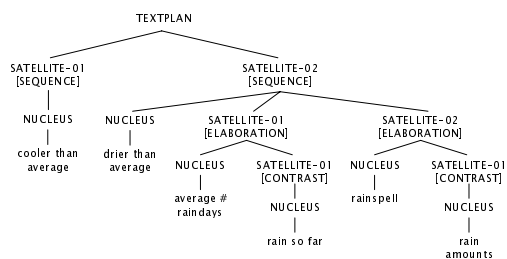 TEXTPLAN
SATELLITE-01
[SEQUENCE]
SATELLITE-02
[SEQUENCE]
NUCLEUS
NUCLEUS
SATELLITE-01
[ELABORATION]
SATELLITE-02
[ELABORATION]
cooler than
average
drier than
average
NUCLEUS
SATELLITE-01
[CONTRAST]
NUCLEUS
SATELLITE-01
[CONTRAST]
average #
raindays
NUCLEUS
rainspell
NUCLEUS
rain so far
rain
amounts